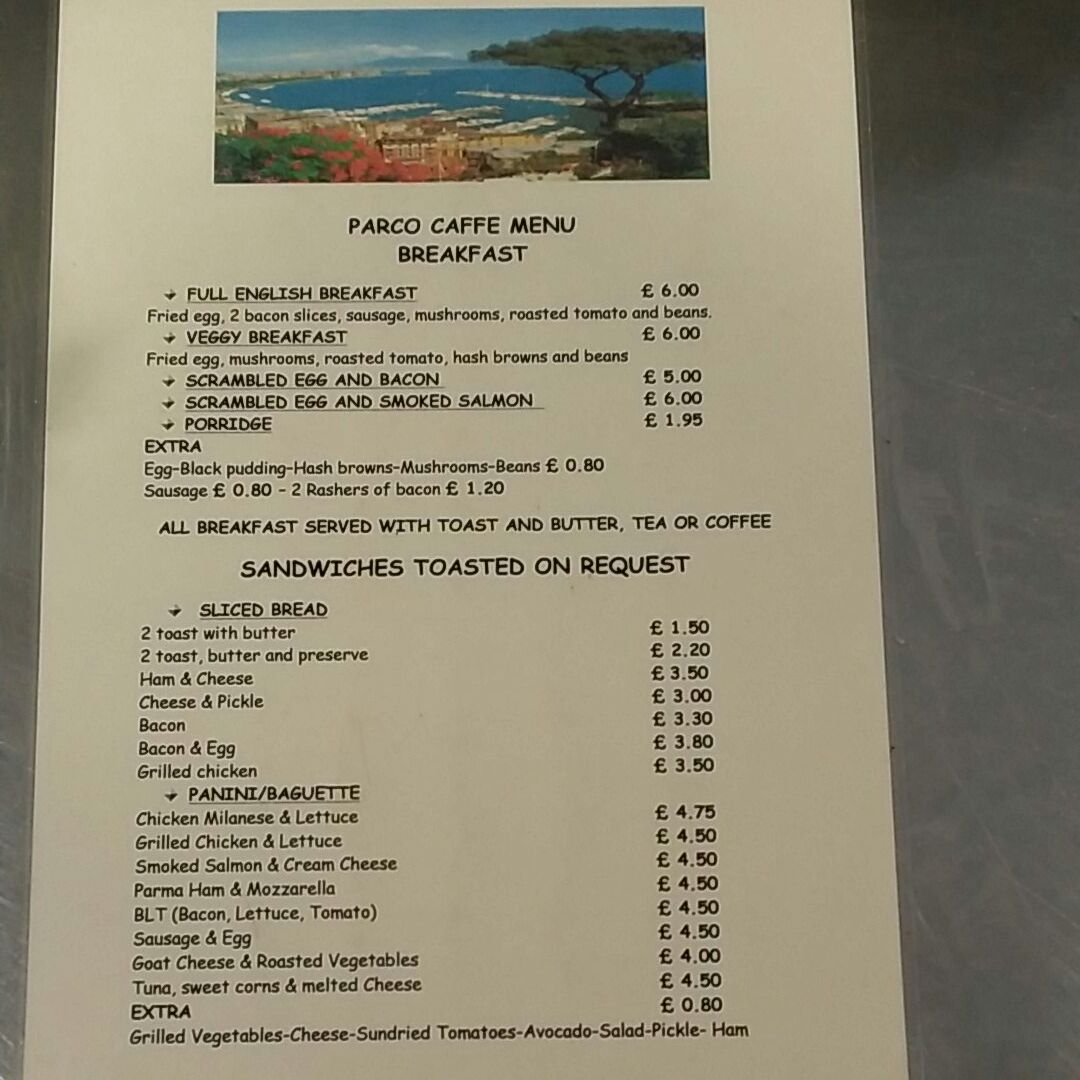 PARCO CAFFE MENU
BREAKFAST
FULL ENGLISH BREAKFAST £ 6.00
Fried egg, 2 bacon slices, sausage, mushrooms, roasted tomato and beans.
VEGGY BREAKFAST £ 6.00
Fried egg, mushrooms, roasted tomato, hash browns and beans
SCRAMBLED EGG AND BACON £ 5.00
SCRAMBLED EGG AND SMOKED SALMON £ 6.00
PORRIDGE £ 1.95
EXTRA
Egg-Black pudding-Hash browns-Mushrooms-Beans £ 0.80
Sausage £ 0.80 - 2 Rashers of bacon £ 1.20
ALL BREAKFAST SERVED WITH TOAST AND BUTTER, TEA OR COFFEE
SANDWICHES TOASTED ON REQUEST
SLICED BREAD
2 toast with butter £ 1.50
2 toast, butter and preserve £ 2.20
Ham & Cheese £ 3.50
Cheese & Pickle £ 3.00
Bacon £ 3.30
Bacon & Egg £ 3.80
Grilled chicken £ 3.50
PANINI/BAGUETTE
Chicken Milanese & Lettuce £ 4.75
Grilled Chicken & Lettuce £ 4.50
Smoked Salmon & Cream Cheese £ 4.50
Parma Ham & Mozzarella £ 4.50
BLT (Bacon, Lettuce, Tomato) £ 4.50
Sausage & Egg £ 4.50
Goat Cheese & Roasted Vegetables £ 4.00
Tuna, sweet corns & melted Cheese £ 4.50
EXTRA £ 0.80
Grilled Vegetables-Cheese-Sundried Tomatoes-Avocado-Salad-Pickle- Ham